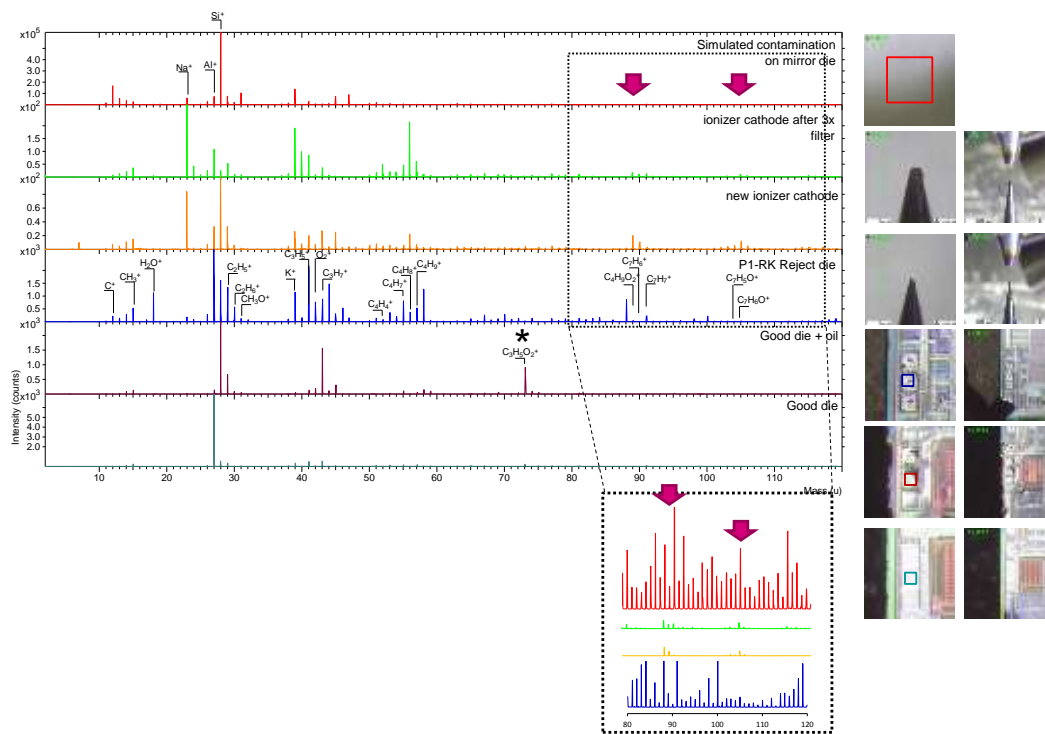 Si⁺
x10⁵
Simulated contamination
on mirror die
4.0
3.0
2.0
1.0
Na⁺
Al⁺
x10²
ionizer cathode after 3x
filter
1.5
1.0
0.5
x10²
new ionizer cathode
0.6
0.4
0.2
x10³
P1-RK Reject die
1.5
1.0
0.5
C⁺
CH₃⁺
H₂O⁺
C₂H₅⁺
C₂H₆⁺
CH₃O⁺
K⁺
C₃H₅⁺
O₂⁺
C₃H₇⁺
C₄H₄⁺
C₄H₇⁺
C₄H₈⁺
C₄H₉⁺
C₇H₆⁺
C₄H₉O₂⁺
C₇H₇⁺
C₇H₅O⁺
C₇H₆O⁺
x10³
Good die + oil
*
C₃H₅O₂⁺
1.5
1.0
0.5
x10³
Good die
5.0
4.0
3.0
2.0
Intensity (counts)
10 20 30 40 50 60 70 80 90 100 110
Mass (u)
80 90 100 110 120